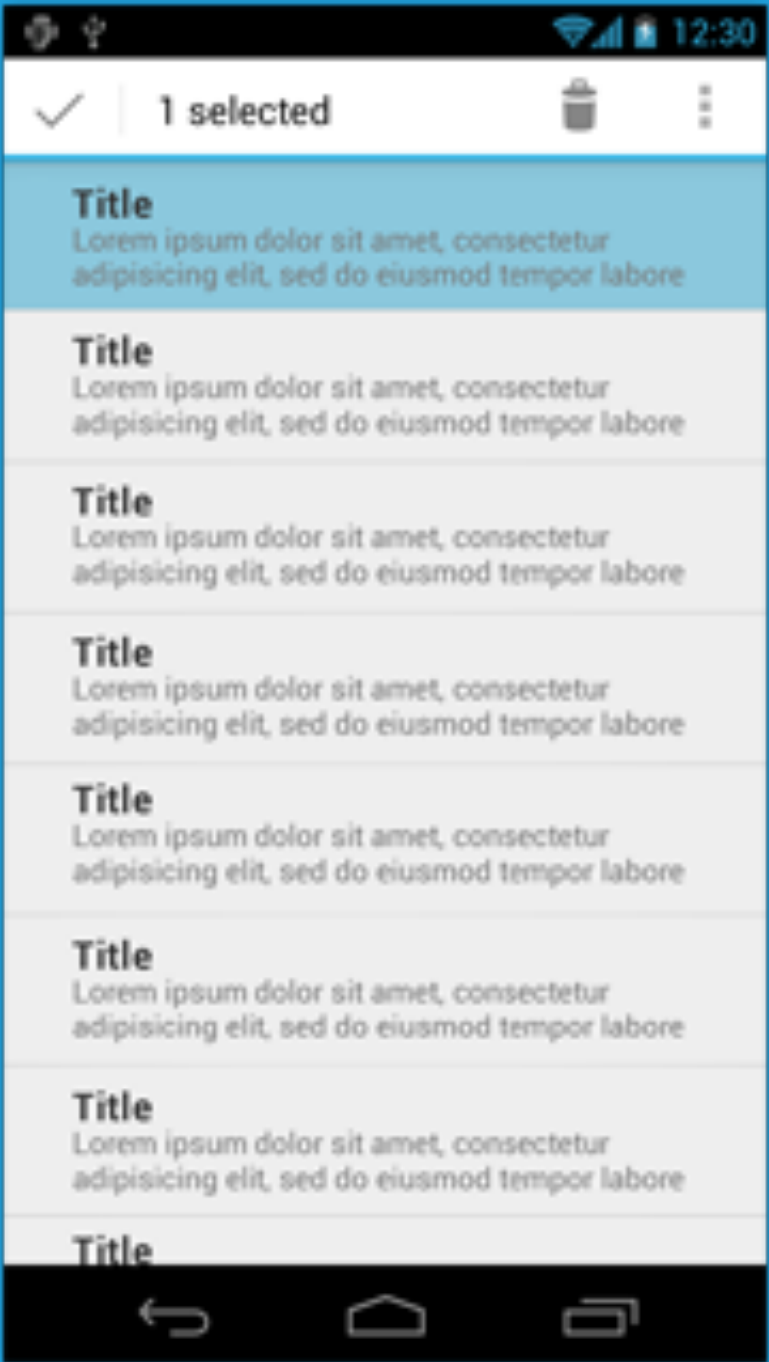 12:30
1 selected
Title
Lorem ipsum dolor sit amet, consectetur
adipisicing elit, sed do eiusmod tempor labore
Title
Lorem ipsum dolor sit amet, consectetur
adipisicing elit, sed do eiusmod tempor labore
Title
Lorem ipsum dolor sit amet, consectetur
adipisicing elit, sed do eiusmod tempor labore
Title
Lorem ipsum dolor sit amet, consectetur
adipisicing elit, sed do eiusmod tempor labore
Title
Lorem ipsum dolor sit amet, consectetur
adipisicing elit, sed do eiusmod tempor labore
Title
Lorem ipsum dolor sit amet, consectetur
adipisicing elit, sed do eiusmod tempor labore
Title
Lorem ipsum dolor sit amet, consectetur
adipisicing elit, sed do eiusmod tempor labore
Title